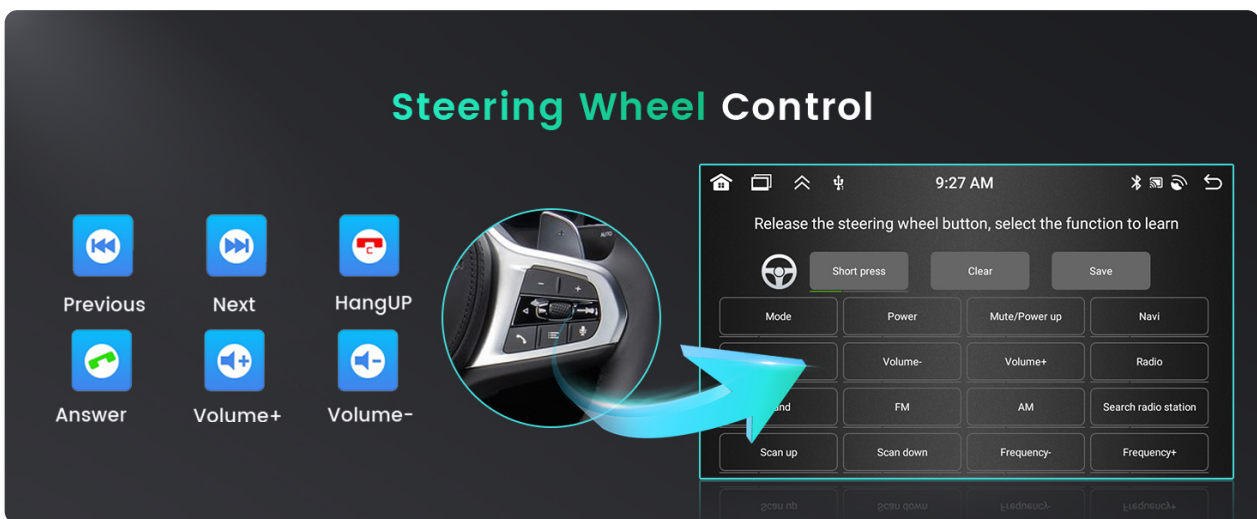 Steering Wheel Control
Previous
Next
HangUP
Answer
Volume+
Volume-
9:27 AM
Release the steering wheel button, select the function to learn
Short press
Clear
Save
Mode
Power
Mute/Power up
Navi
Volume-
Volume+
Radio
FM
AM
Search radio station
Scan up
Scan down
Frequency-
Frequency+